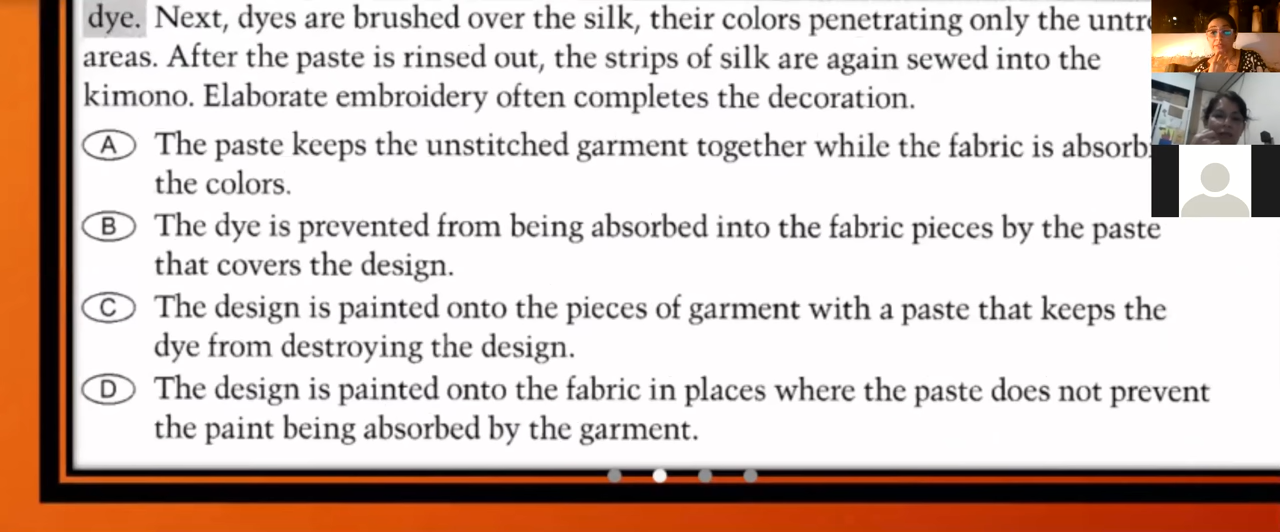 dye. Next, dyes are brushed over the silk, their colors penetrating only the
areas. After the paste is rinsed out, the strips of silk are again sewed into the
kimono. Elaborate embroidery often completes the decoration.
A The paste keeps the unstitched garment together while the fabric is
the colors.
B The dye is prevented from being absorbed into the fabric pieces by the paste
that covers the design.
C The design is painted onto the pieces of garment with a paste that keeps the
dye from destroying the design.
D The design is painted onto the fabric in places where the paste does not prevent
the paint being absorbed by the garment.